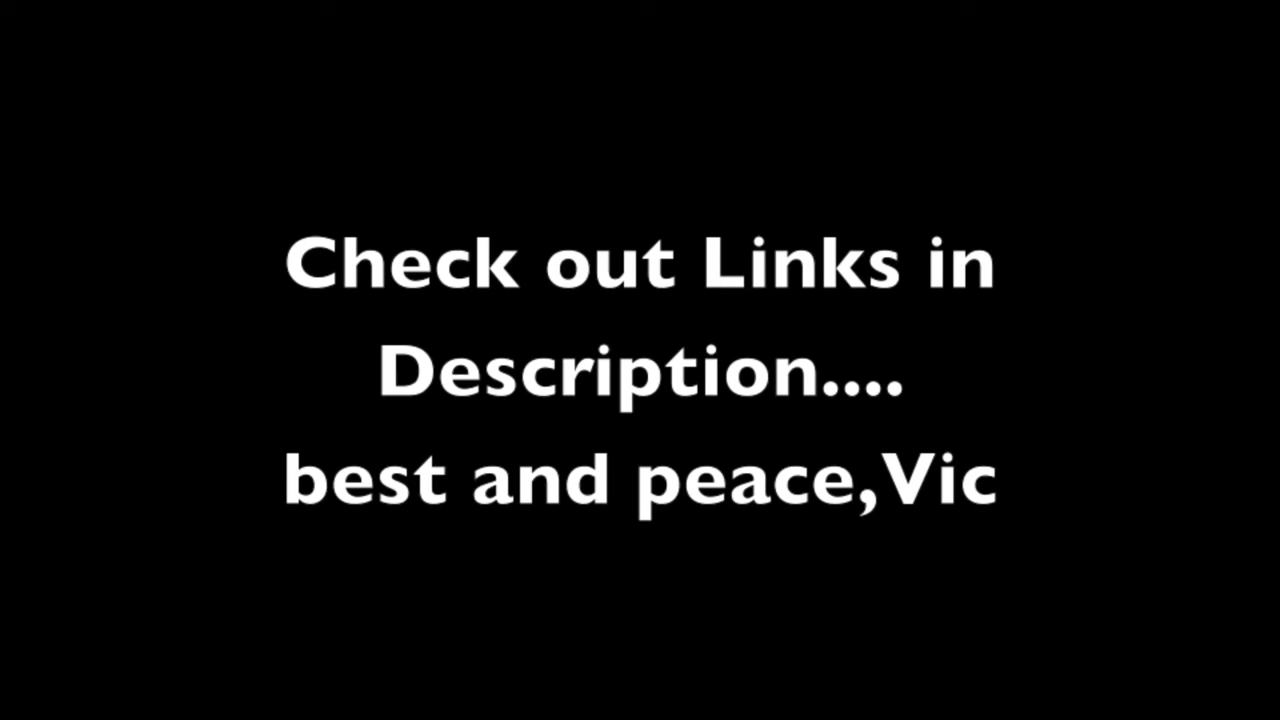 Check out Links in
Description....
best and peace,Vic